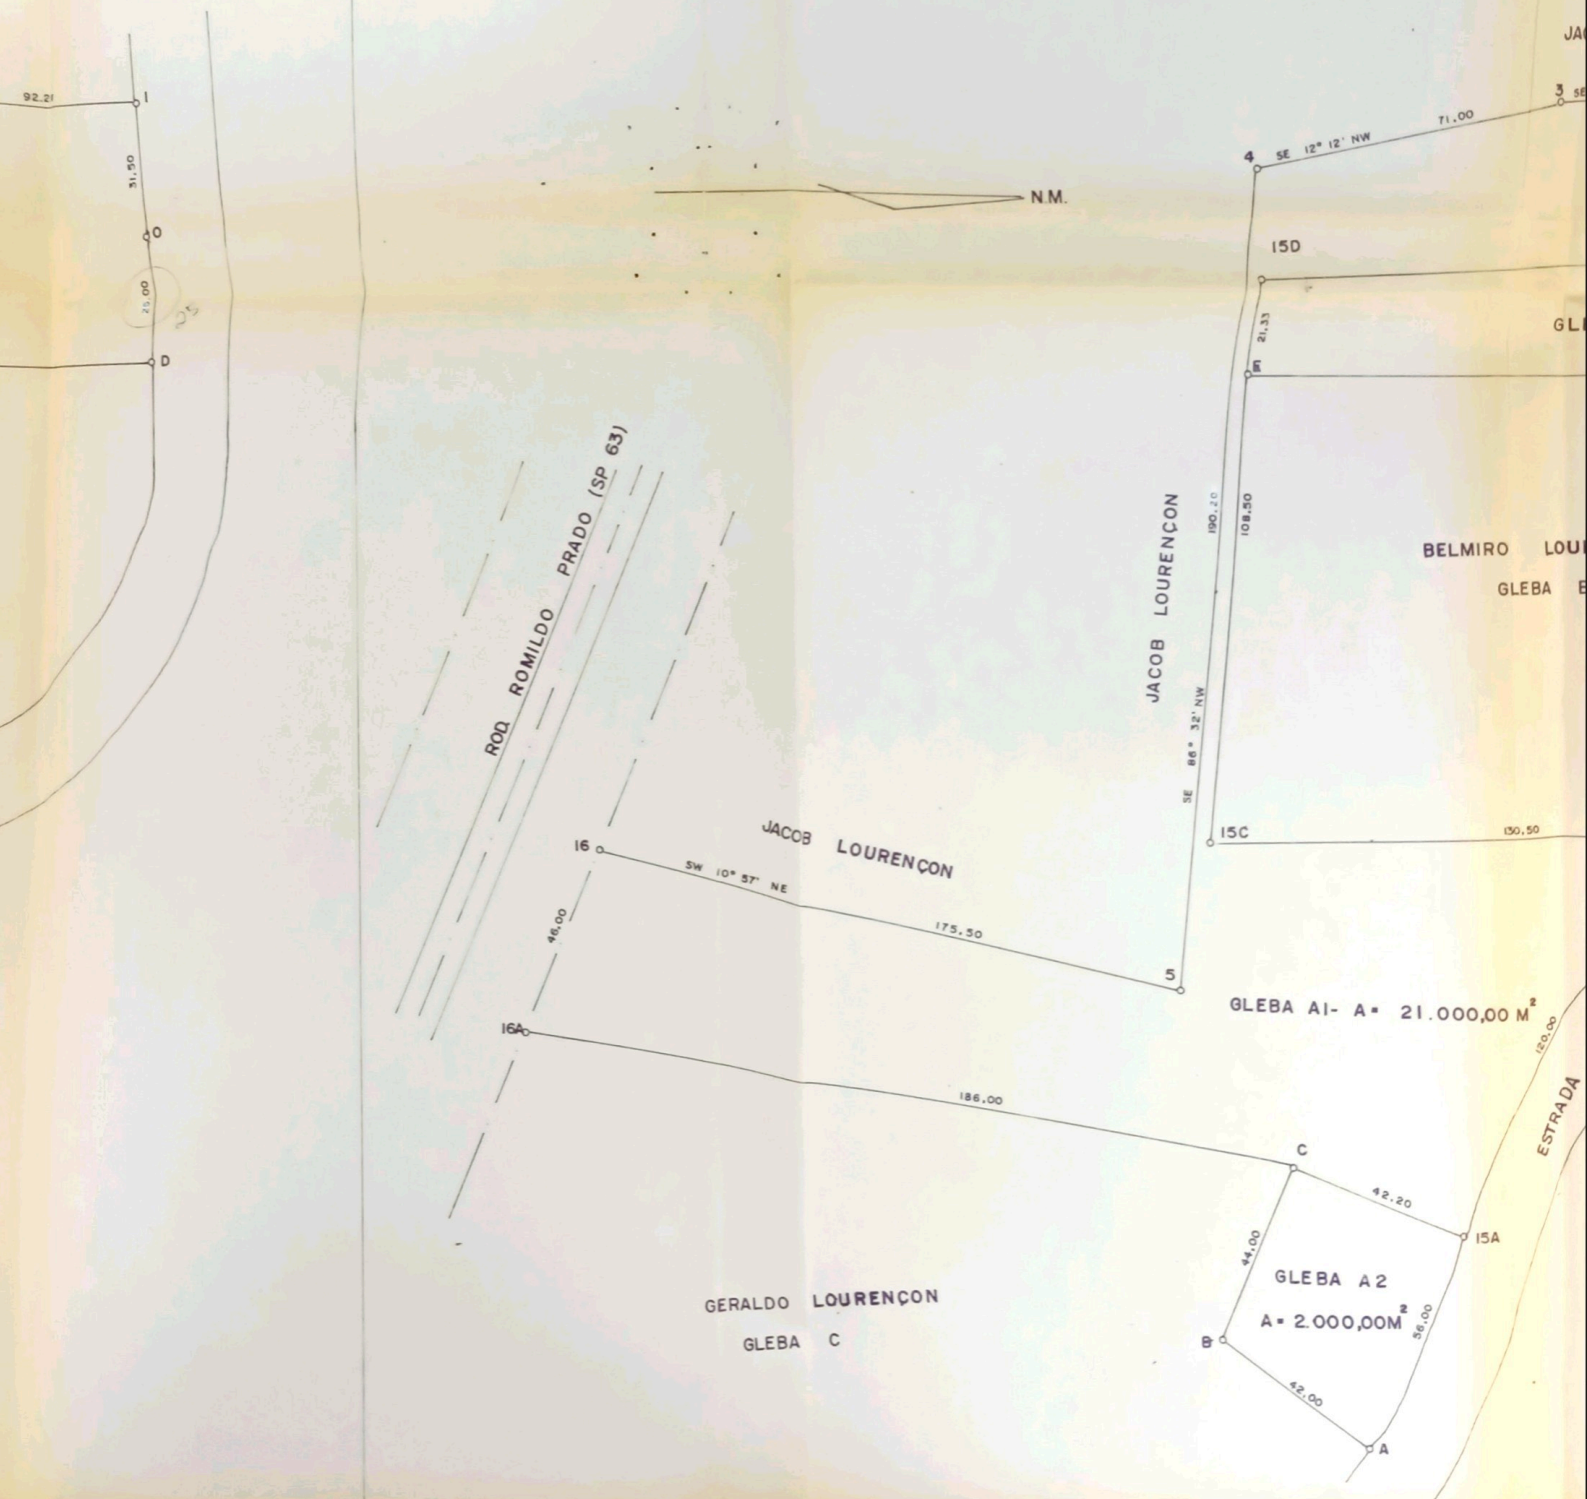 92.21
1
31.50
O
25.00
25
D
N.M.
JA
3
SE
71.00
SE 12° 12' NW
4
15D
21.33
GL
E
ROD. ROMILDO PRADO (SP 63)
JACOB LOURENÇON
190.20
108.50
SE 86° 32' NW
BELMIRO LOU
GLEBA
15C
130,50
16
JACOB LOURENÇON
SW 10° 57' NE
175.50
46.00
5
16A
GLEBA A1- A= 21.000,00 M²
120.00
ESTRADA
186.00
C
42.20
15A
44.00
GLEBA A2
A= 2.000,00M²
56.00
B
42.00
A
GERALDO LOURENÇON
GLEBA C